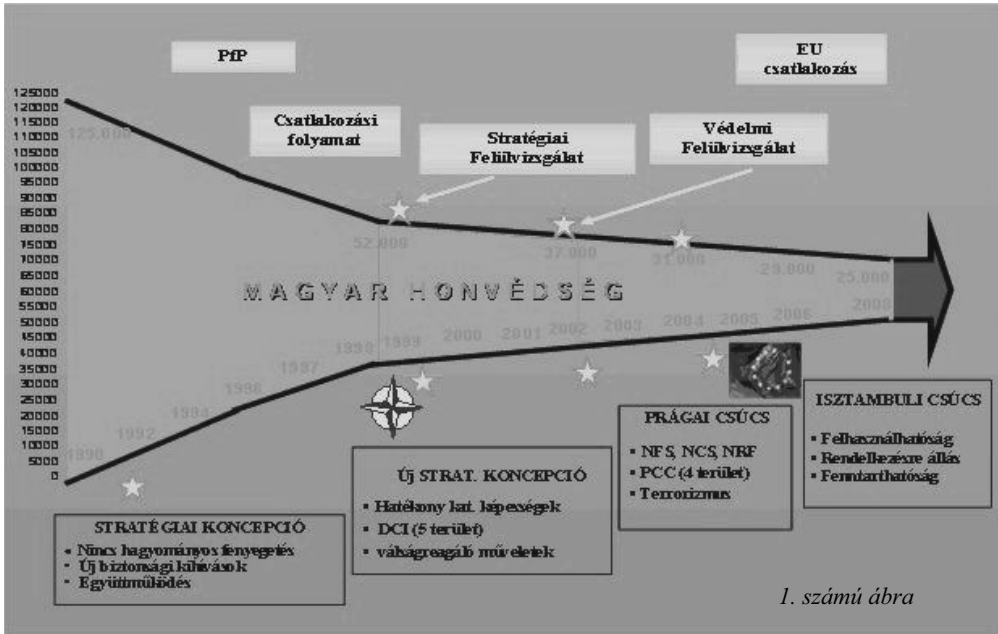 PfP
EU
csatlakozás
Csatlakozási
folyamat
Stratégiai
Felülvizsgálat
Védelmi
Felülvizsgálat
125000
120000
115000
110000
105000
100000
95000
90000
85000
80000
75000
70000
65000
60000
55000
50000
45000
40000
35000
30000
25000
20000
15000
10000
5000
0
125.000
52.000
37.000
31.000
29.000
25.000
MAGYAR HONVÉDSÉG
1990
1992
1994
1996
1997
1998
1999
2000
2001
2002
2003
2004
2005
2006
2008
STRATÉGIAI KONCEPCIÓ
• Nincs hagyományos fenyegetés
• Új biztonsági kihívások
• Együttműködés
ÚJ STRAT. KONCEPCIÓ
• Hatékony kat. képességek
• DCI (5 terület)
• válságreagáló műveletek
PRÁGAI CSÚCS
• NFS, NCS, NRF
• PCC (4 terület)
• Terrorizmus
ISZTAMBULI CSÚCS
• Felhasználhatóság
• Rendelkezésre állás
• Fenntarthatóság
1. számú ábra